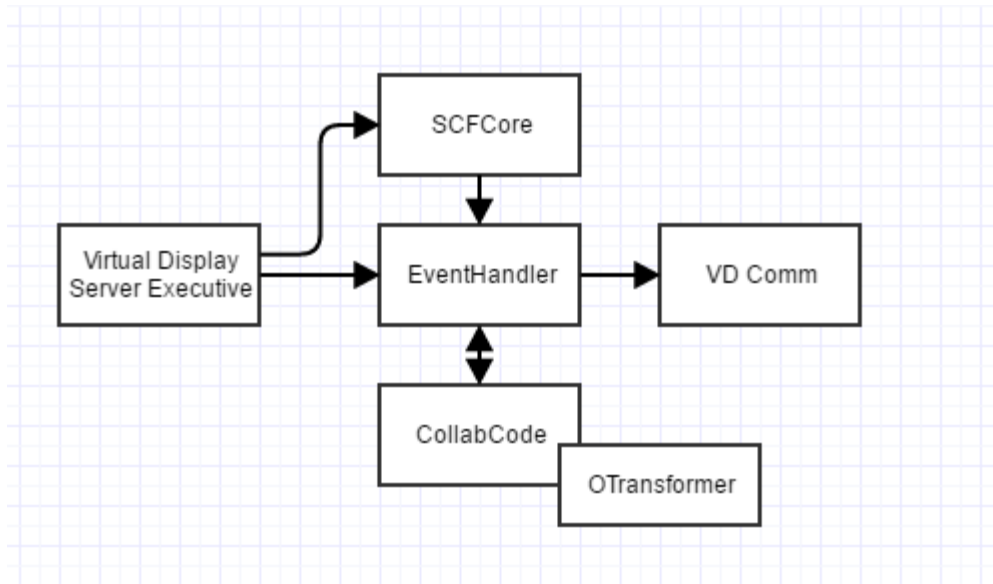 SCFCore
Virtual Display
Server Executive
EventHandler
VD Comm
CollabCode
OTransformer